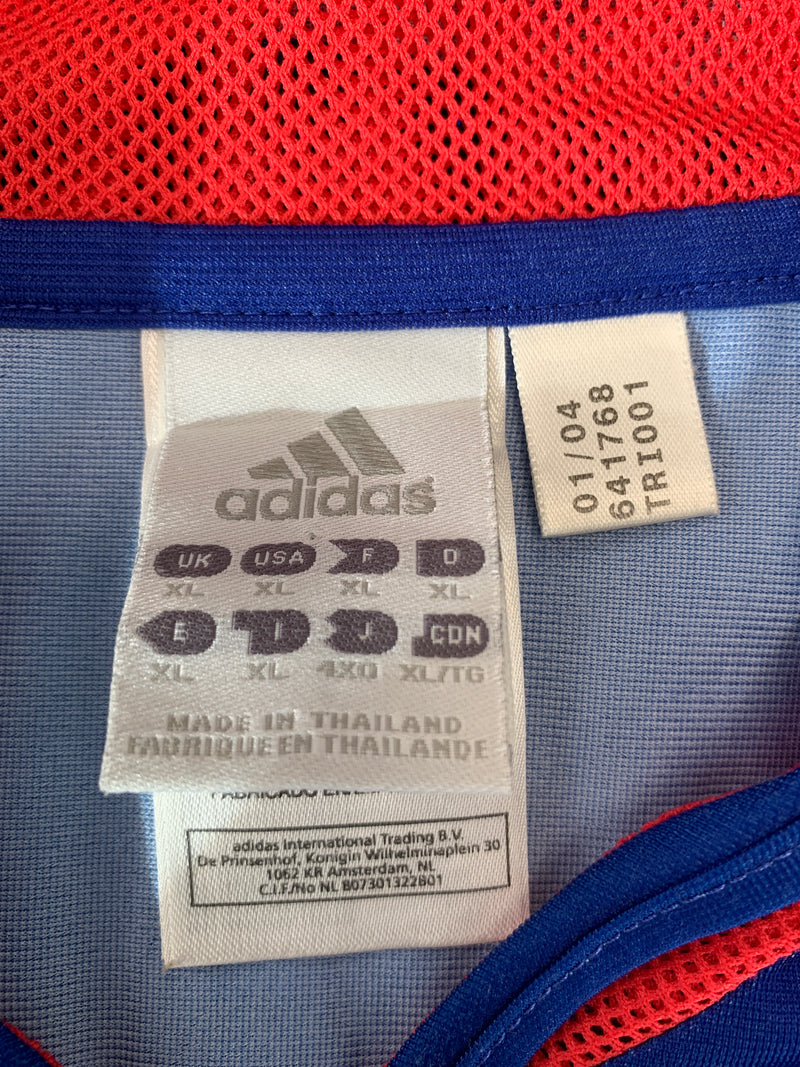 adidas
UK USA F D
XL XL XL XL
E I J CDN
XL XL 4XO XL/TG
MADE IN THAILAND
FABRIQUE EN THAILANDE
adidas International Trading B.V.
De Prinsenhof, Konigin Wilhelminaplein 30
1062 KR Amsterdam, NL
C.I.F./No NL B07301322B01
01/04
641768
TRI001